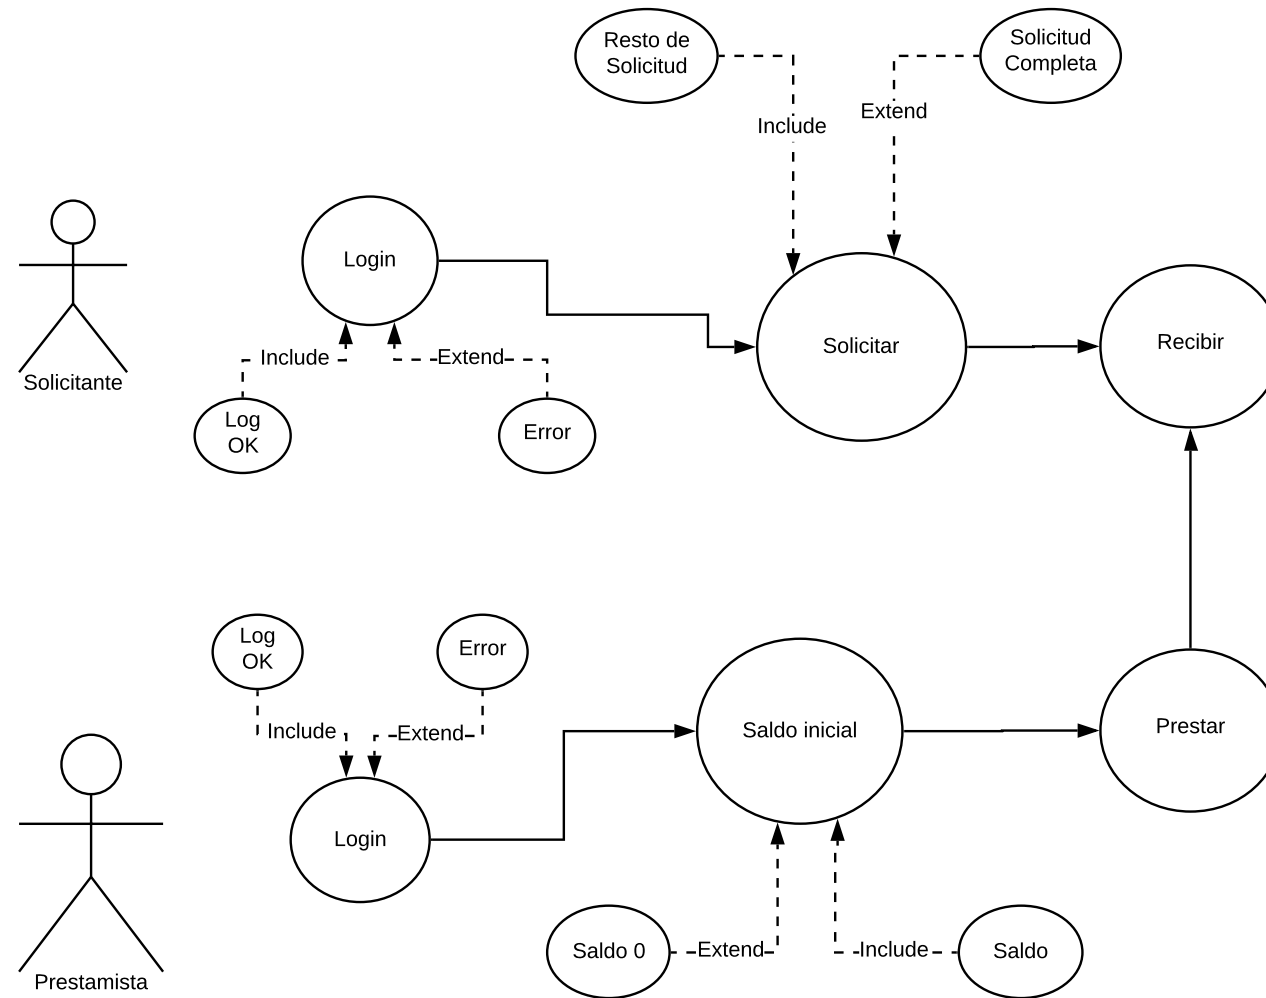 Resto de
Solicitud
Solicitud
Completa
Include
Extend
Login
Solicitante
Include
Extend
Solicitar
Recibir
Log
OK
Error
Log
OK
Error
Include
Extend
Saldo inicial
Prestar
Login
Saldo 0
Extend
Include
Saldo
Prestamista